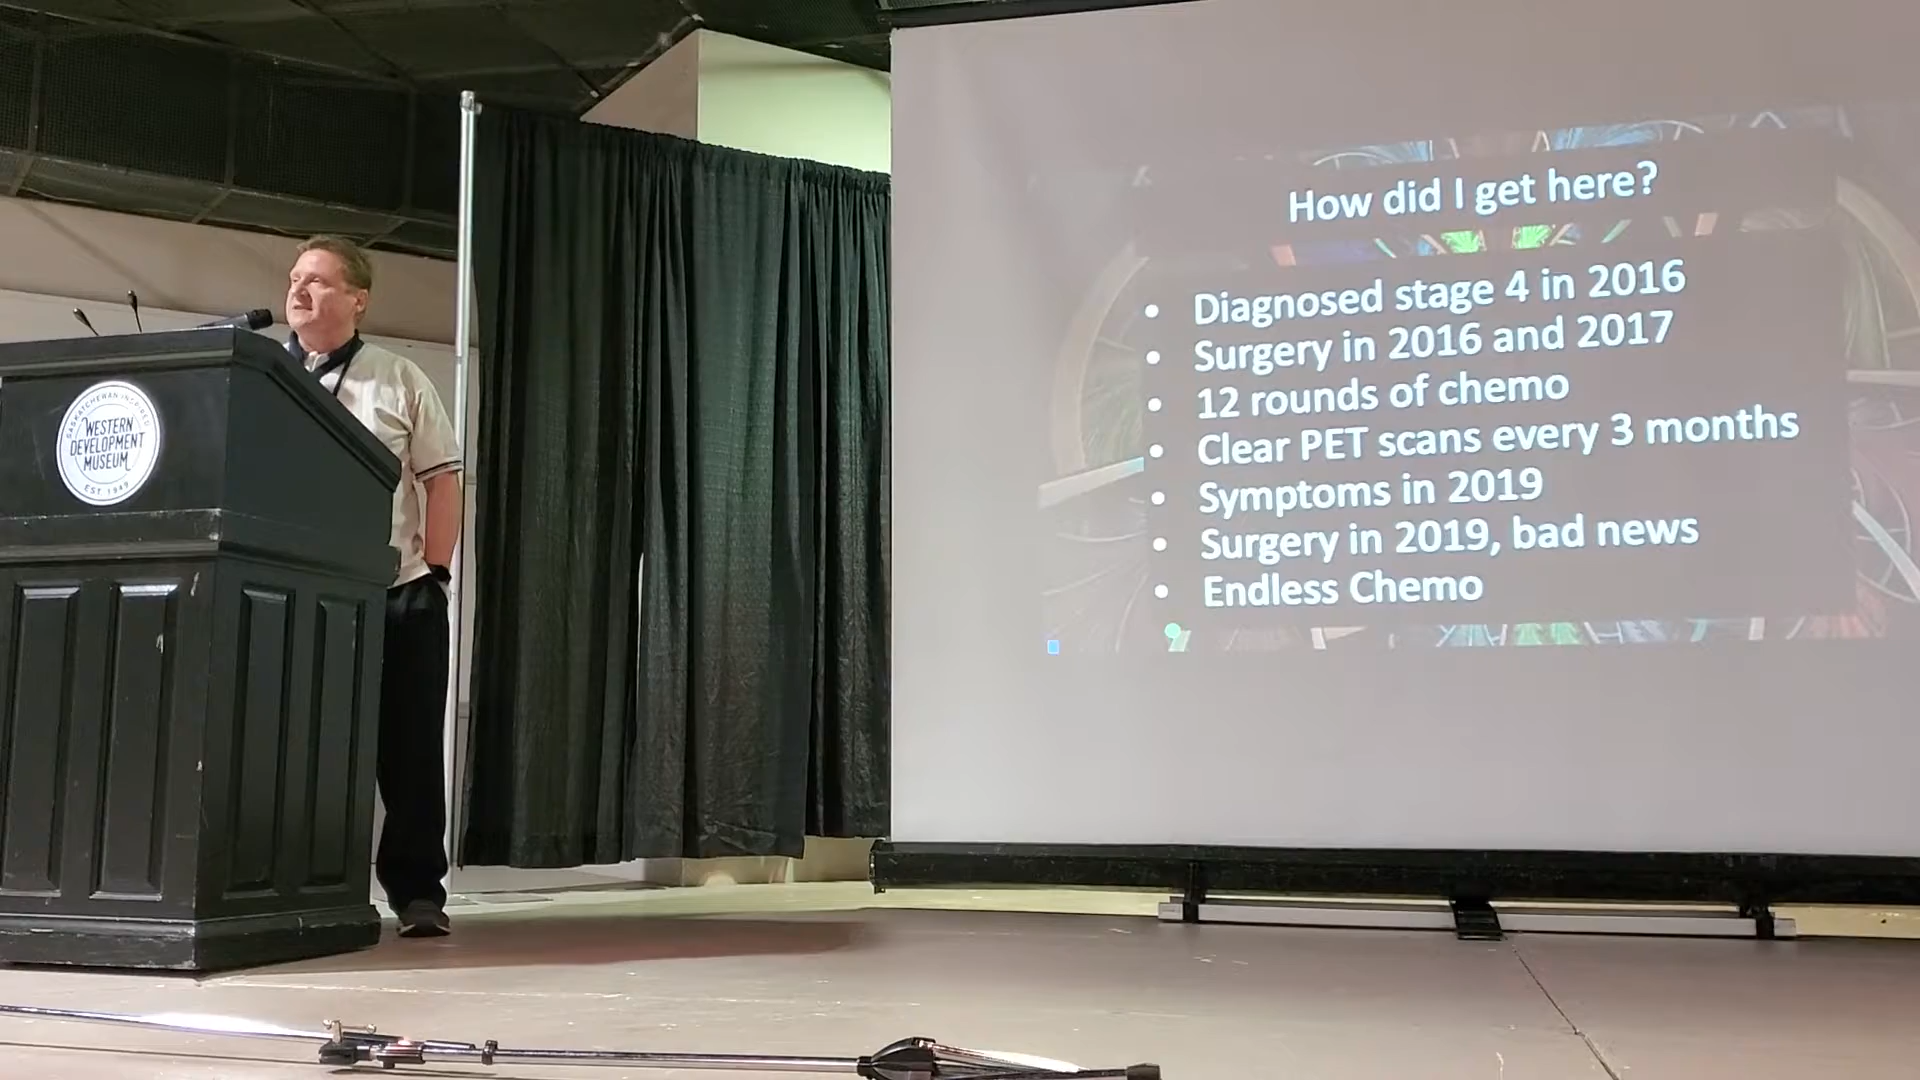 SASKATCHEWAN INSPIRED
WESTERN
DEVELOPMENT
MUSEUM
EST 1949
How did I get here?
• Diagnosed stage 4 in 2016
• Surgery in 2016 and 2017
• 12 rounds of chemo
• Clear PET scans every 3 months
• Symptoms in 2019
• Surgery in 2019, bad news
• Endless Chemo